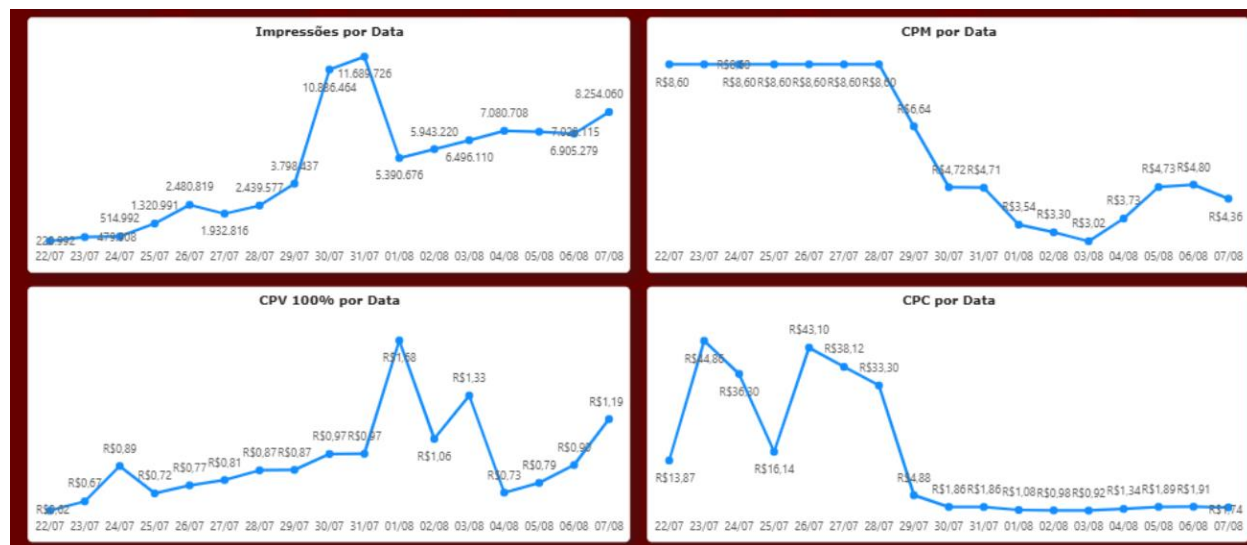 Impressões por Data
11.689.726
10.886.464
8.254.060
7.080.708
5.943.220
6.905.279
6.496.110
5.390.676
3.798.437
2.480.819
2.439.577
1.932.816
1.320.991
514.992
22/07 23/07 24/07 25/07 26/07 27/07 28/07 29/07 30/07 31/07 01/08 02/08 03/08 04/08 05/08 06/08 07/08
CPM por Data
R$8,60 R$8,60 R$8,60 R$8,60 R$8,60 R$8,60 R$8,60
R$6,64
R$4,72 R$4,71
R$3,54
R$3,30
R$3,02
R$3,73
R$4,73 R$4,80
R$4,36
22/07 23/07 24/07 25/07 26/07 27/07 28/07 29/07 30/07 31/07 01/08 02/08 03/08 04/08 05/08 06/08 07/08
CPV 100% por Data
R$0,62
R$0,67
R$0,89
R$0,72
R$0,77
R$0,81
R$0,87 R$0,87
R$0,97 R$0,97
R$1,58
R$1,06
R$1,33
R$0,73
R$0,79
R$0,90
R$1,19
22/07 23/07 24/07 25/07 26/07 27/07 28/07 29/07 30/07 31/07 01/08 02/08 03/08 04/08 05/08 06/08 07/08
CPC por Data
R$13,87
R$44,86
R$36,30
R$16,14
R$43,10
R$38,12
R$33,30
R$4,88
R$1,86 R$1,86 R$1,08 R$0,98 R$0,92 R$1,34 R$1,89 R$1,91
R$1,74
22/07 23/07 24/07 25/07 26/07 27/07 28/07 29/07 30/07 31/07 01/08 02/08 03/08 04/08 05/08 06/08 07/08